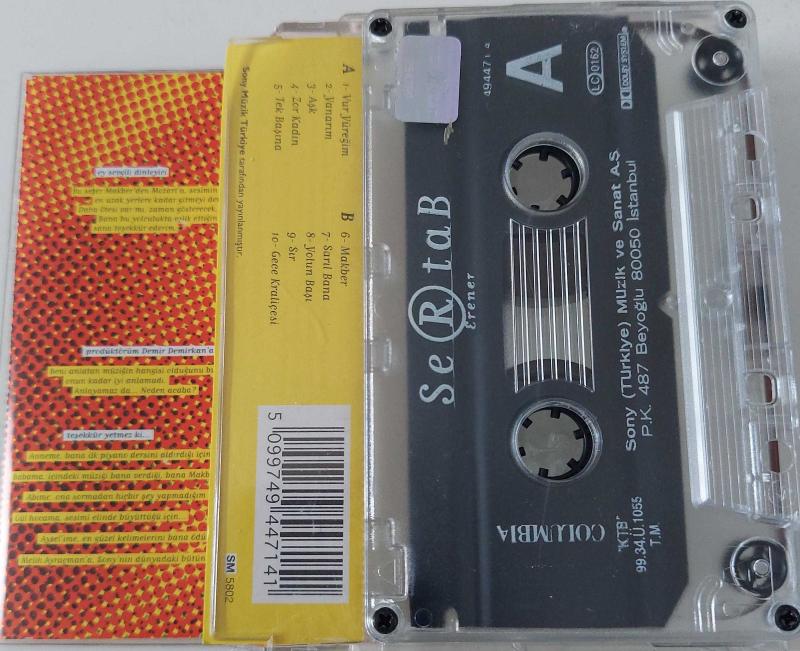 ey sevgili dinleyici
bu sefer Makber'den Mozart'a, sesimin
en uzak yerlere kadar gitmeyi de
Daha Ötesi var mı, zaman gösterecek.
Bana bu yolculukta eşlik ettiğin
sana teşekkür ederim.
prodüktörüm Demir Demirkan'a
beni anlatan müziğin hangisi olduğunu bi
onun kadar iyi anlamadı.
Anlayamaz da... Neden acaba?
teşekkür yetmez ki...
Anneme, bana ilk piyano dersini aldırdığı için
babama, içindeki müziği bana verdiği, bana Makb
Abime, ona sormadan hiçbir şey yapmadığım
Gül hocama, sesimi elinde büyüttüğü için...
Aysel'ime, en güzel kelimelerini bana ödü
Melih Ayraçman'a, Sony'nin dünyadaki bütün
A
1- Vur Yüreğim
2- Yanarım
3- Aşk
4- Zor Kadın
5- Tek Başına
B
6- Makber
7- Sarıl Bana
8- Yolun Başı
9- Sır
10- Gece Kraliçesi
Sony Müzik Türkiye tarafından yayınlanmıştır.
5 099749 447141
SM 5802
A
494471 4
LC 0162
DOLBY SYSTEM
SeRtaB
Erener
Sony (Türkiye) Müzik ve Sanat A.Ş
P.K. 487 Beyoğlu 80050 İstanbul
COLUMBIA
"KTB"
99.34.Ü.1055
T.M.